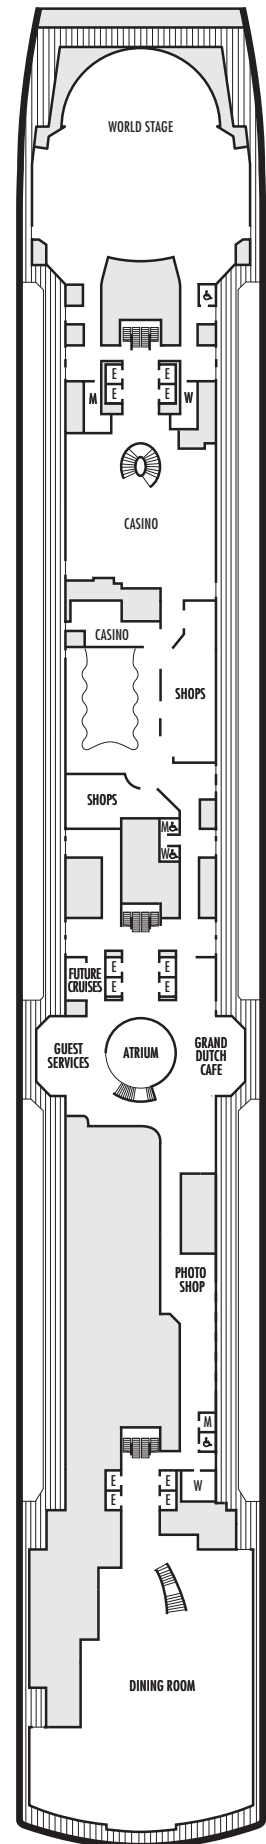 WORLD STAGE
E
E
E
E
M
W
CASINO
CASINO
SHOPS
SHOPS
M
W
E
E
E
E
FUTURE
CRUISES
GUEST
SERVICES
ATRIUM
GRAND
DUTCH
CAFE
PHOTO
SHOP
M
E
E
E
E
W
DINING ROOM